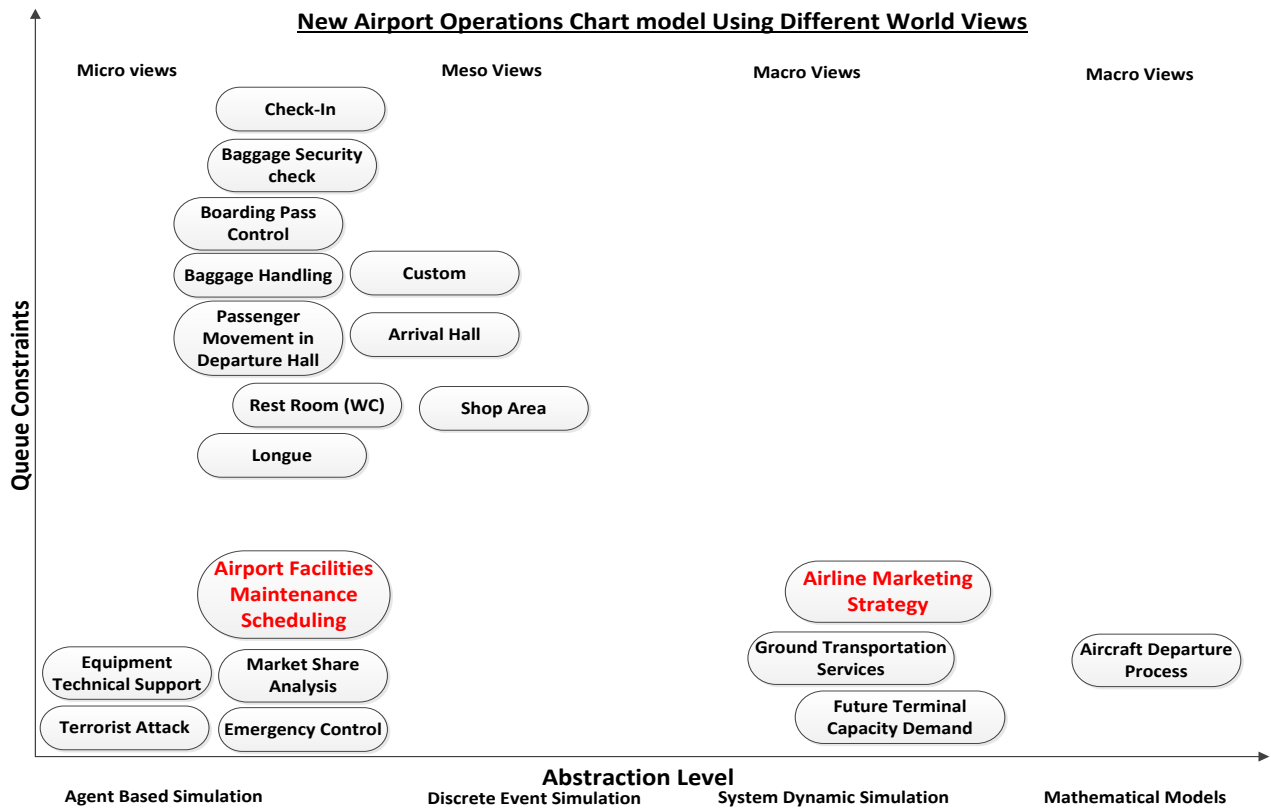 New Airport Operations Chart model Using Different World Views
Micro views
Meso Views
Macro Views
Macro Views
Check-In
Baggage Security
check
Boarding Pass
Control
Baggage Handling
Custom
Passenger
Movement in
Departure Hall
Arrival Hall
Rest Room (WC)
Shop Area
Longue
Queue Constraints
Airport Facilities
Maintenance
Scheduling
Airline Marketing
Strategy
Equipment
Technical Support
Market Share
Analysis
Ground Transportation
Services
Aircraft Departure
Process
Terrorist Attack
Emergency Control
Future Terminal
Capacity Demand
Abstraction Level
Agent Based Simulation
Discrete Event Simulation
System Dynamic Simulation
Mathematical Models